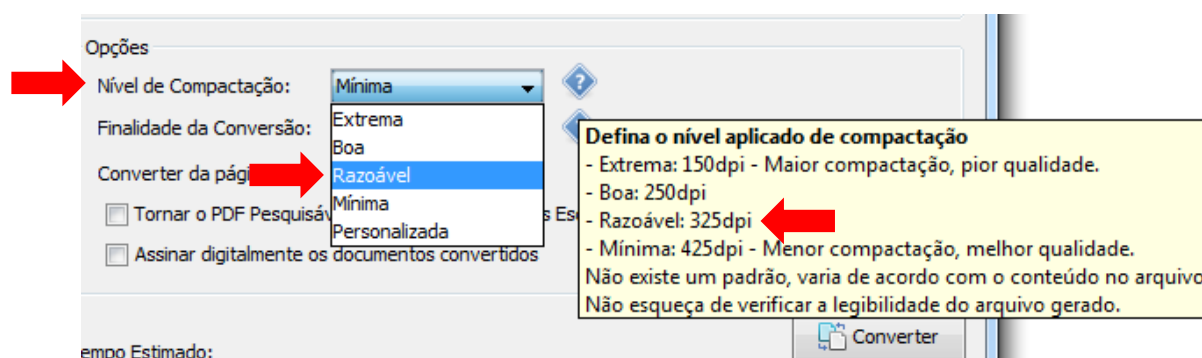 Opções
Nível de Compactação: Mínima
Extrema
Boa
Razoável
Mínima
Personalizada
Finalidade da Conversão:
Converter da pági
Tornar o PDF Pesquisáv s Esc
Assinar digitalmente os documentos convertidos
Defina o nível aplicado de compactação
- Extrema: 150dpi - Maior compactação, pior qualidade.
- Boa: 250dpi
- Razoável: 325dpi
- Mínima: 425dpi - Menor compactação, melhor qualidade.
Não existe um padrão, varia de acordo com o conteúdo no arquivo
Não esqueça de verificar a legibilidade do arquivo gerado.
Converter
empo Estimado: